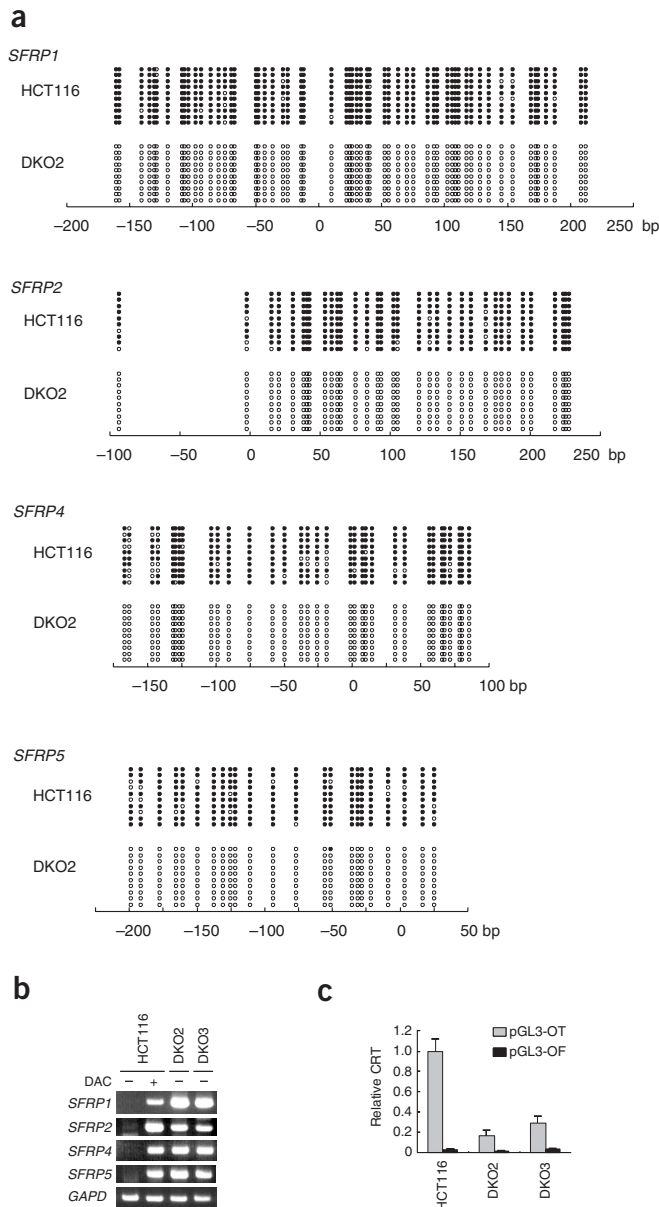 a
SFRP1
HCT116
DKO2
−200 −150 −100 −50 0 50 100 150 200 250 bp
SFRP2
HCT116
DKO2
−100 −50 0 50 100 150 200 250 bp
SFRP4
HCT116
DKO2
−150 −100 −50 0 50 100 bp
SFRP5
HCT116
DKO2
−200 −150 −100 −50 0 50 bp
b
HCT116 DKO2 DKO3
DAC − + − −
SFRP1
SFRP2
SFRP4
SFRP5
GAPD
c
Relative CRT
1.2
1.0
0.8
0.6
0.4
0.2
0
pGL3-OT
pGL3-OF
HCT116 DKO2 DKO3